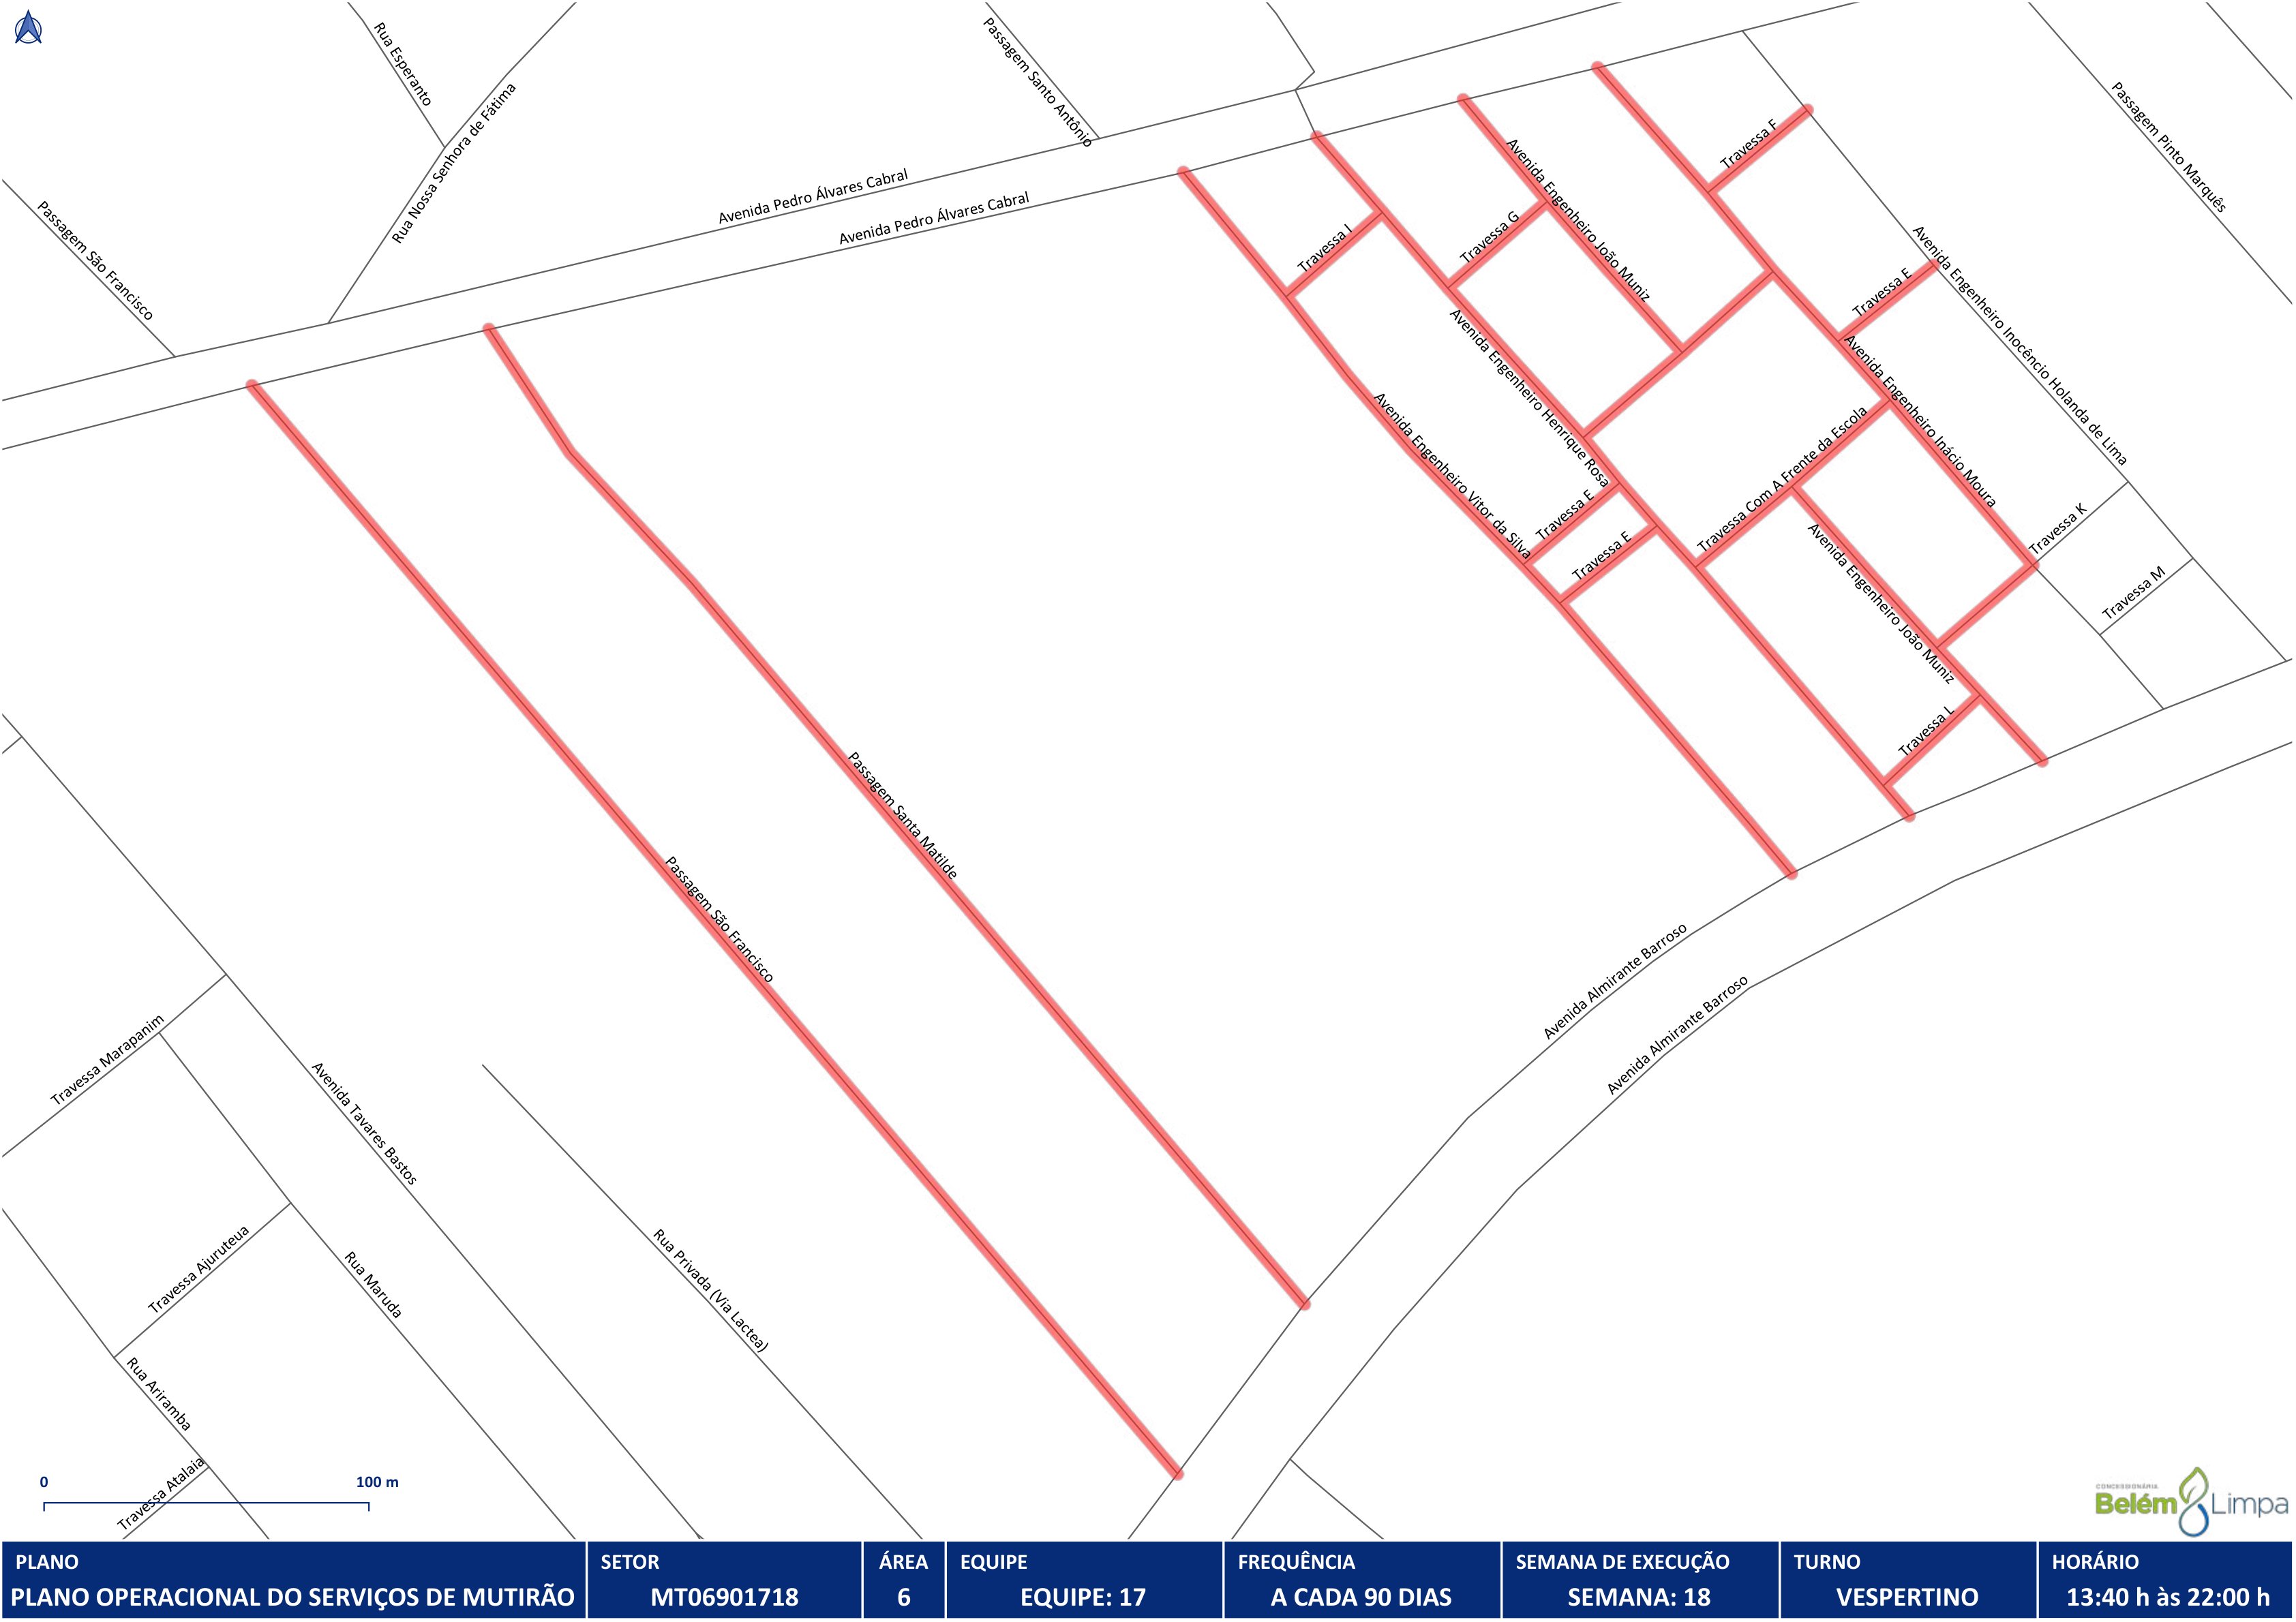 Rua Esperanto
Rua Nossa Senhora de Fátima
Passagem Santo Antônio
Passagem São Francisco
Avenida Pedro Álvares Cabral
Avenida Pedro Álvares Cabral
Passagem Pinto Marquês
Travessa F
Avenida Engenheiro João Muniz
Travessa G
Travessa I
Avenida Engenheiro Inocêncio Holanda de Lima
Travessa E
Avenida Engenheiro Henrique Rosa
Avenida Engenheiro Inácio Moura
Avenida Engenheiro Vitor da Silva
Travessa Com A Frente da Escola
Travessa E
Travessa E
Travessa K
Avenida Engenheiro João Muniz
Travessa M
Travessa L
Passagem Santa Matilde
Passagem São Francisco
Avenida Almirante Barroso
Avenida Almirante Barroso
Travessa Marapanim
Avenida Tavares Bastos
Travessa Ajuruteua
Rua Maruda
Rua Privada (Via Lactea)
Rua Ariramba
Travessa Atalaia
0 100 m
CONCESSIONÁRIA
Belém Limpa
PLANO
PLANO OPERACIONAL DO SERVIÇOS DE MUTIRÃO
SETOR
MT06901718
ÁREA
6
EQUIPE
EQUIPE: 17
FREQUÊNCIA
A CADA 90 DIAS
SEMANA DE EXECUÇÃO
SEMANA: 18
TURNO
VESPERTINO
HORÁRIO
13:40 h às 22:00 h